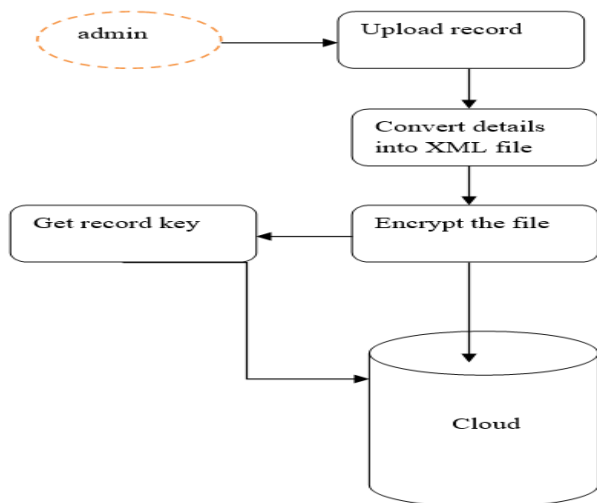 admin
Upload record
Convert details
into XML file
Get record key
Encrypt the file
Cloud